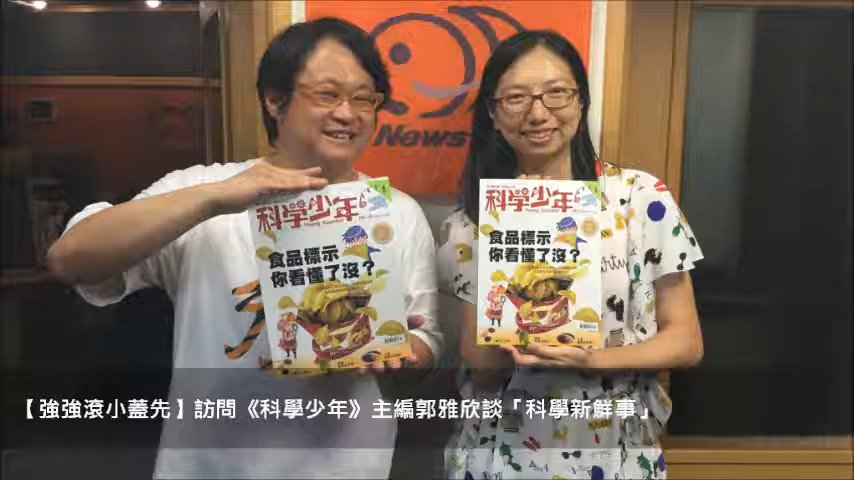 News
科學少年
食品標示
你看懂了沒？
科學少年
食品標示
你看懂了沒？
【強強滾小蓋先】訪問《科學少年》主編郭雅欣談「科學新鮮事」